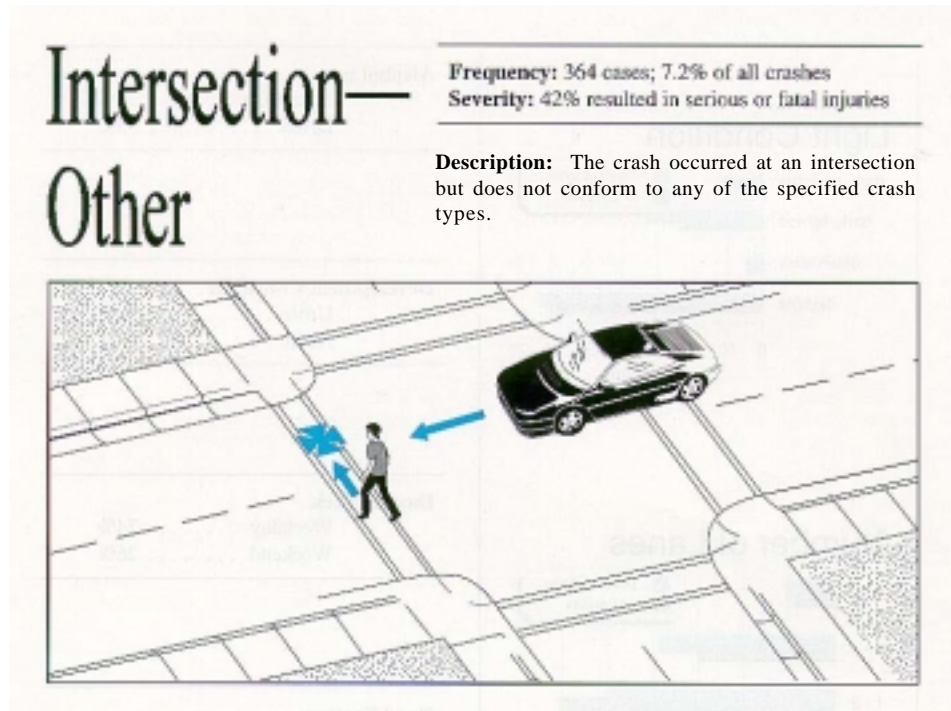 Intersection—
Other
Frequency: 364 cases; 7.2% of all crashes
Severity: 42% resulted in serious or fatal injuries
Description: The crash occurred at an intersection
but does not conform to any of the specified crash
types.